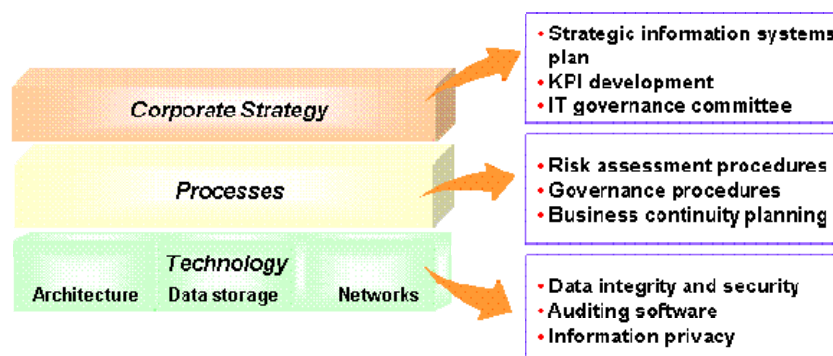 Corporate Strategy
• Strategic information systems
plan
• KPI development
• IT governance committee
Processes
• Risk assessment procedures
• Governance procedures
• Business continuity planning
Technology
Architecture Data storage Networks
• Data integrity and security
• Auditing software
• Information privacy